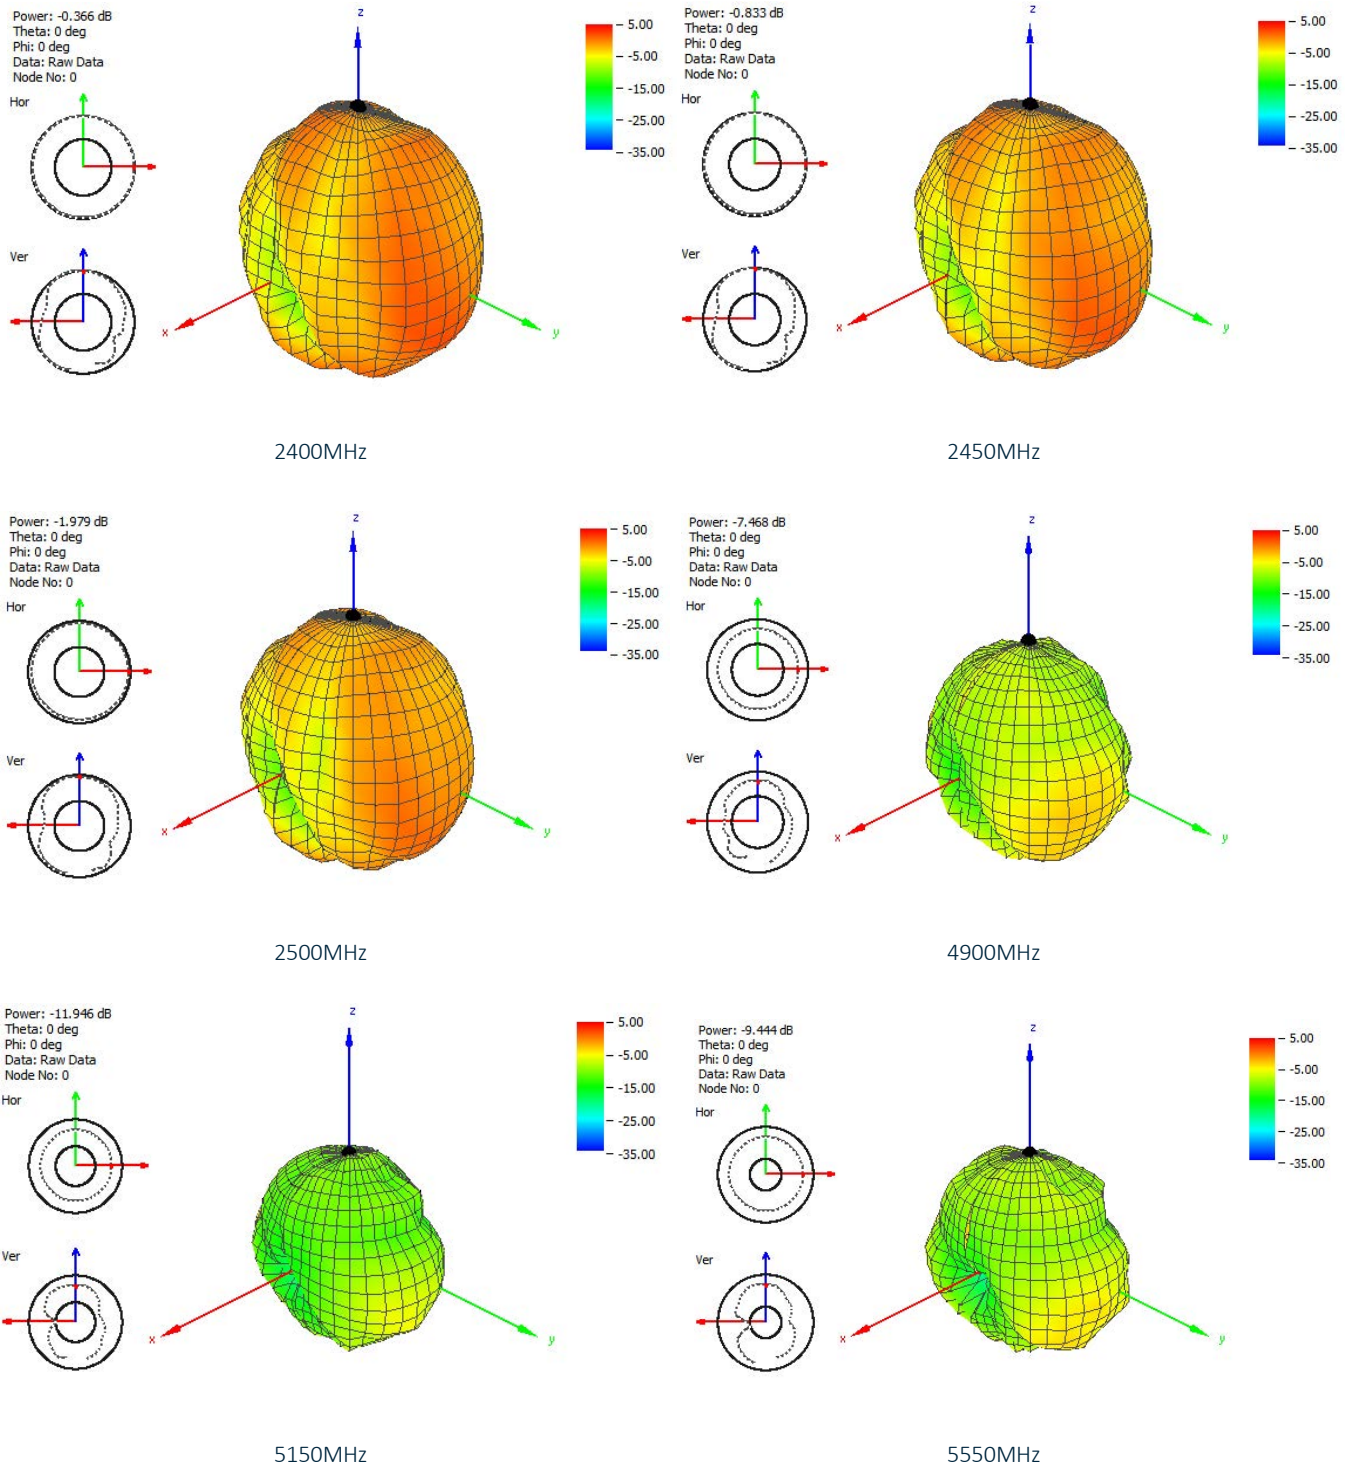 Power: -0.366 dB
Theta: 0 deg
Phi: 0 deg
Data: Raw Data
Node No: 0
Hor
Ver
z
x
y
5.00
-5.00
-15.00
-25.00
-35.00
2400MHz
Power: -0.833 dB
Theta: 0 deg
Phi: 0 deg
Data: Raw Data
Node No: 0
Hor
Ver
z
x
y
5.00
-5.00
-15.00
-25.00
-35.00
2450MHz
Power: -1.979 dB
Theta: 0 deg
Phi: 0 deg
Data: Raw Data
Node No: 0
Hor
Ver
z
x
y
5.00
-5.00
-15.00
-25.00
-35.00
2500MHz
Power: -7.468 dB
Theta: 0 deg
Phi: 0 deg
Data: Raw Data
Node No: 0
Hor
Ver
z
x
y
5.00
-5.00
-15.00
-25.00
-35.00
4900MHz
Power: -11.946 dB
Theta: 0 deg
Phi: 0 deg
Data: Raw Data
Node No: 0
Hor
Ver
z
x
y
5.00
-5.00
-15.00
-25.00
-35.00
5150MHz
Power: -9.444 dB
Theta: 0 deg
Phi: 0 deg
Data: Raw Data
Node No: 0
Hor
Ver
z
x
y
5.00
-5.00
-15.00
-25.00
-35.00
5550MHz